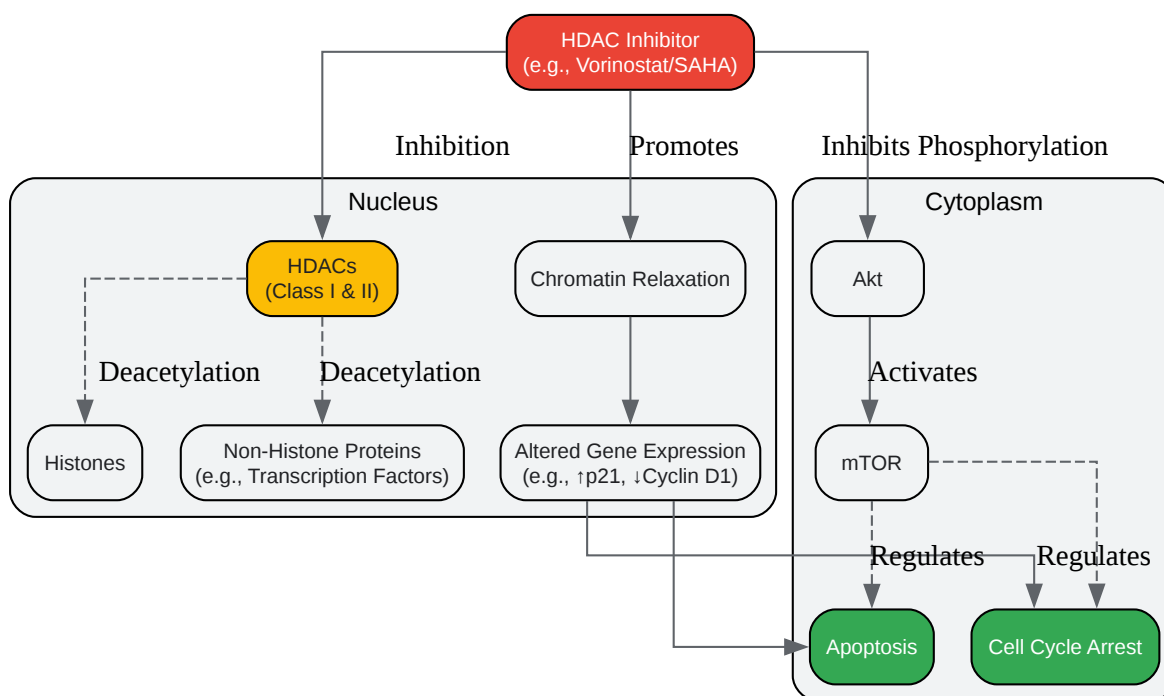 HDAC Inhibitor
(e.g., Vorinostat/SAHA)
Inhibition
Promotes
Inhibits Phosphorylation
Nucleus
Cytoplasm
HDACs
(Class I & II)
Chromatin Relaxation
Akt
Deacetylation
Deacetylation
Activates
Histones
Non-Histone Proteins
(e.g., Transcription Factors)
Altered Gene Expression
(e.g., ↑p21, ↓Cyclin D1)
mTOR
Regulates
Regulates
Apoptosis
Cell Cycle Arrest